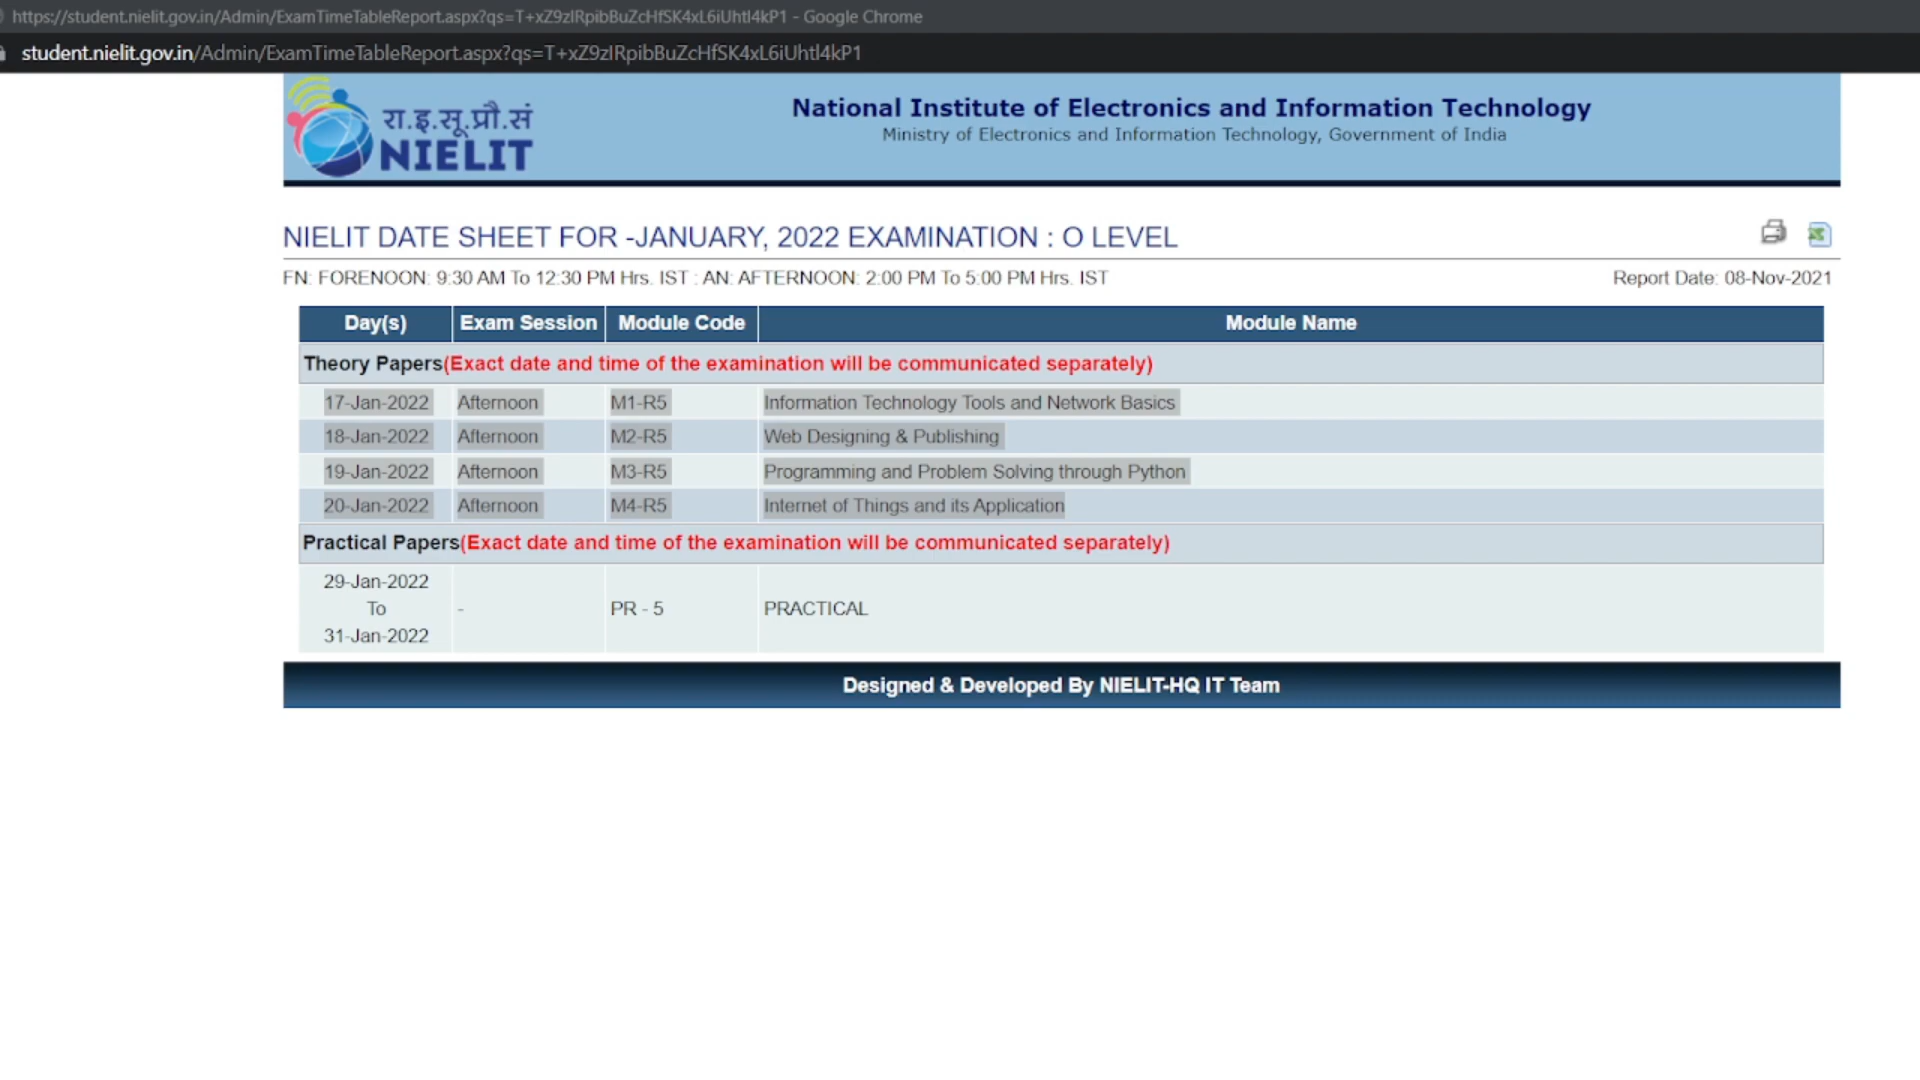 https://student.nielit.gov.in/Admin/ExamTimeTableReport.aspx?qs=T+xZ9zIRpibBuZcHfSK4xL6iUhtl4kP1 - Google Chrome
student.nielit.gov.in/Admin/ExamTimeTableReport.aspx?qs=T+xZ9zIRpibBuZcHfSK4xL6iUhtl4kP1
रा.इ.सू.प्रौ.सं
NIELIT
National Institute of Electronics and Information Technology
Ministry of Electronics and Information Technology, Government of India
NIELIT DATE SHEET FOR -JANUARY, 2022 EXAMINATION : O LEVEL
FN: FORENOON: 9:30 AM To 12:30 PM Hrs. IST : AN: AFTERNOON: 2:00 PM To 5:00 PM Hrs. IST Report Date: 08-Nov-2021
Day(s) Exam Session Module Code Module Name
Theory Papers(Exact date and time of the examination will be communicated separately)
17-Jan-2022 Afternoon M1-R5 Information Technology Tools and Network Basics
18-Jan-2022 Afternoon M2-R5 Web Designing & Publishing
19-Jan-2022 Afternoon M3-R5 Programming and Problem Solving through Python
20-Jan-2022 Afternoon M4-R5 Internet of Things and its Application
Practical Papers(Exact date and time of the examination will be communicated separately)
29-Jan-2022
To - PR - 5 PRACTICAL
31-Jan-2022
Designed & Developed By NIELIT-HQ IT Team